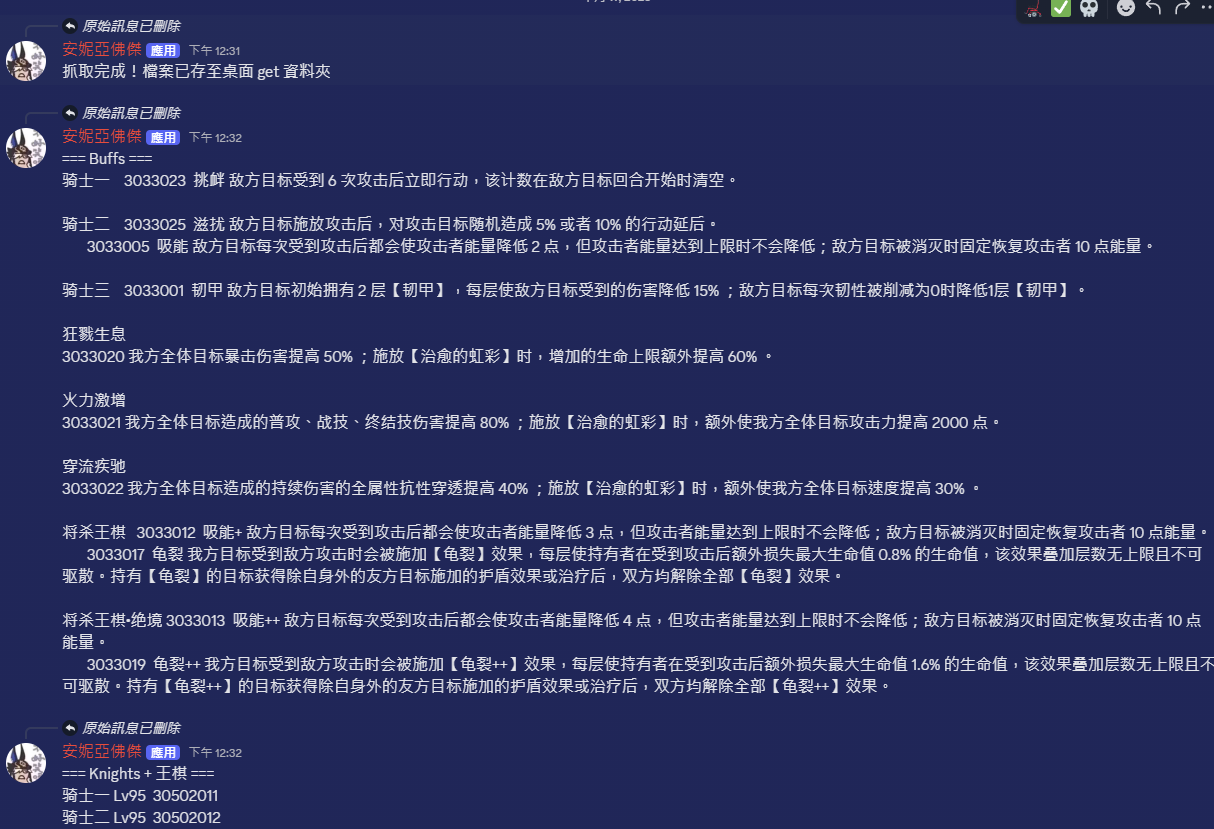 原始訊息已刪除
安妮亞佛傑 應用 下午 12:31
抓取完成！檔案已存至桌面 get 資料夾
原始訊息已刪除
安妮亞佛傑 應用 下午 12:32
=== Buffs ===
骑士一 3033023 挑衅 敌方目标受到 6 次攻击后立即行动，该计数在敌方目标回合开始时清空。
骑士二 3033025 滋扰 敌方目标施放攻击后，对攻击目标随机造成 5% 或者 10% 的行动延后。
3033005 吸能 敌方目标每次受到攻击后都会使攻击者能量降低 2 点，但攻击者能量达到上限时不会降低；敌方目标被消灭时固定恢复攻击者 10 点能量。
骑士三 3033001 韧甲 敌方目标初始拥有 2 层【韧甲】，每层使敌方目标受到的伤害降低 15% ；敌方目标每次韧性被削减为0时降低1层【韧甲】。
狂戮生息
3033020 我方全体目标暴击伤害提高 50% ；施放【治愈的虹彩】时，增加的生命上限额外提高 60% 。
火力激增
3033021 我方全体目标造成的普攻、战技、终结技伤害提高 80% ；施放【治愈的虹彩】时，额外使我方全体目标攻击力提高 2000 点。
穿流疾驰
3033022 我方全体目标造成的持续伤害的全属性抗性穿透提高 40% ；施放【治愈的虹彩】时，额外使我方全体目标速度提高 30% 。
将杀王棋 3033012 吸能+ 敌方目标每次受到攻击后都会使攻击者能量降低 3 点，但攻击者能量达到上限时不会降低；敌方目标被消灭时固定恢复攻击者 10 点能量。
3033017 龟裂 我方目标受到敌方攻击时会被施加【龟裂】效果，每层使持有者在受到攻击后额外损失最大生命值 0.8% 的生命值，该效果叠加层数无上限且不可
驱散。持有【龟裂】的目标获得除自身外的友方目标施加的护盾效果或治疗后，双方均解除全部【龟裂】效果。
将杀王棋•绝境 3033013 吸能++ 敌方目标每次受到攻击后都会使攻击者能量降低 4 点，但攻击者能量达到上限时不会降低；敌方目标被消灭时固定恢复攻击者 10 点
能量。
3033019 龟裂++ 我方目标受到敌方攻击时会被施加【龟裂++】效果，每层使持有者在受到攻击后额外损失最大生命值 1.6% 的生命值，该效果叠加层数无上限且不
可驱散。持有【龟裂++】的目标获得除自身外的友方目标施加的护盾效果或治疗后，双方均解除全部【龟裂++】效果。
原始訊息已刪除
安妮亞佛傑 應用 下午 12:32
=== Knights + 王棋 ===
骑士一 Lv95 30502011
骑士二 Lv95 30502012